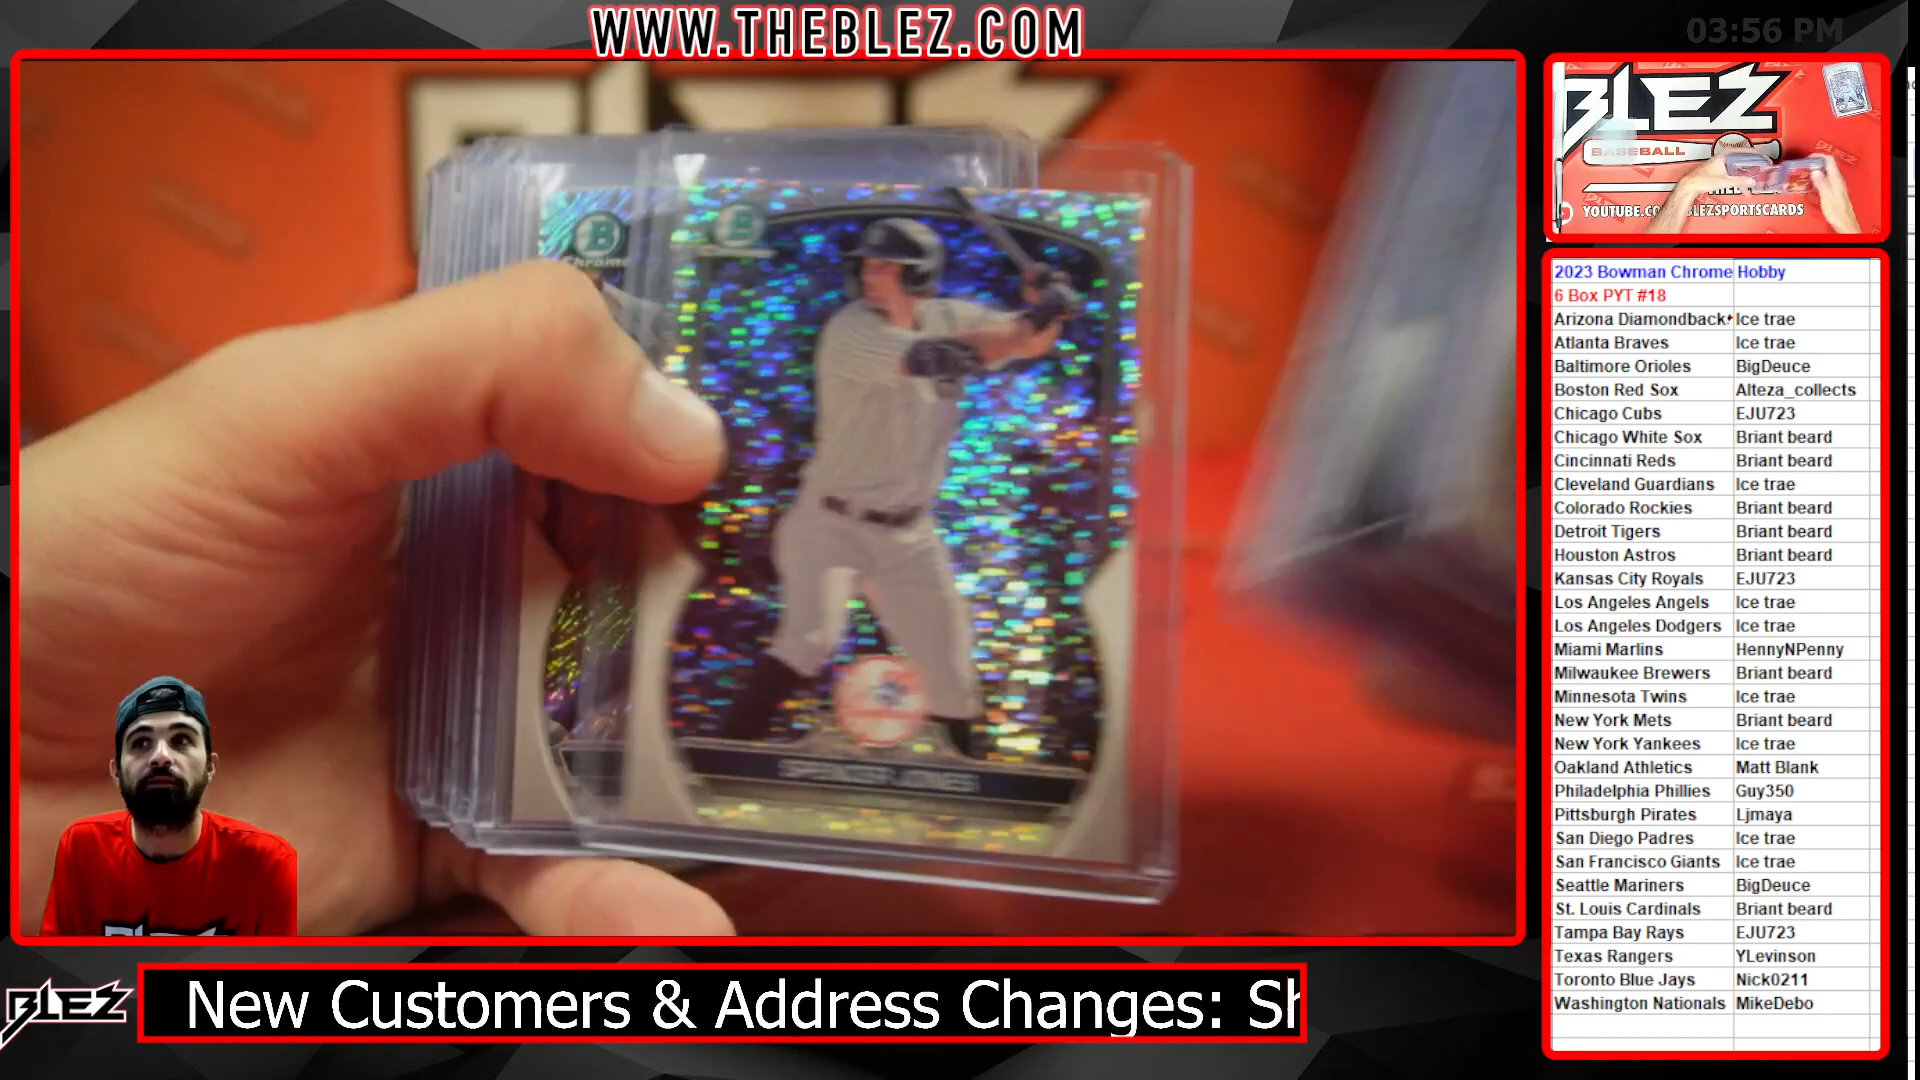 WWW.THEBLEZ.COM
03:56 PM
BLEZ
BASEBALL
YOUTUBE.CO
LEZSPORTSCARDS
B
Chrome
B
SPENCER JONES
2023 Bowman Chrome Hobby
6 Box PYT #18
Arizona Diamondback Ice trae
Atlanta Braves Ice trae
Baltimore Orioles BigDeuce
Boston Red Sox Alteza_collects
Chicago Cubs EJU723
Chicago White Sox Briant beard
Cincinnati Reds Briant beard
Cleveland Guardians Ice trae
Colorado Rockies Briant beard
Detroit Tigers Briant beard
Houston Astros Briant beard
Kansas City Royals EJU723
Los Angeles Angels Ice trae
Los Angeles Dodgers Ice trae
Miami Marlins HennyNPenny
Milwaukee Brewers Briant beard
Minnesota Twins Ice trae
New York Mets Briant beard
New York Yankees Ice trae
Oakland Athletics Matt Blank
Philadelphia Phillies Guy350
Pittsburgh Pirates Ljmaya
San Diego Padres Ice trae
San Francisco Giants Ice trae
Seattle Mariners BigDeuce
St. Louis Cardinals Briant beard
Tampa Bay Rays EJU723
Texas Rangers YLevinson
Toronto Blue Jays Nick0211
Washington Nationals MikeDebo
BLEZ
New Customers & Address Changes: Sh